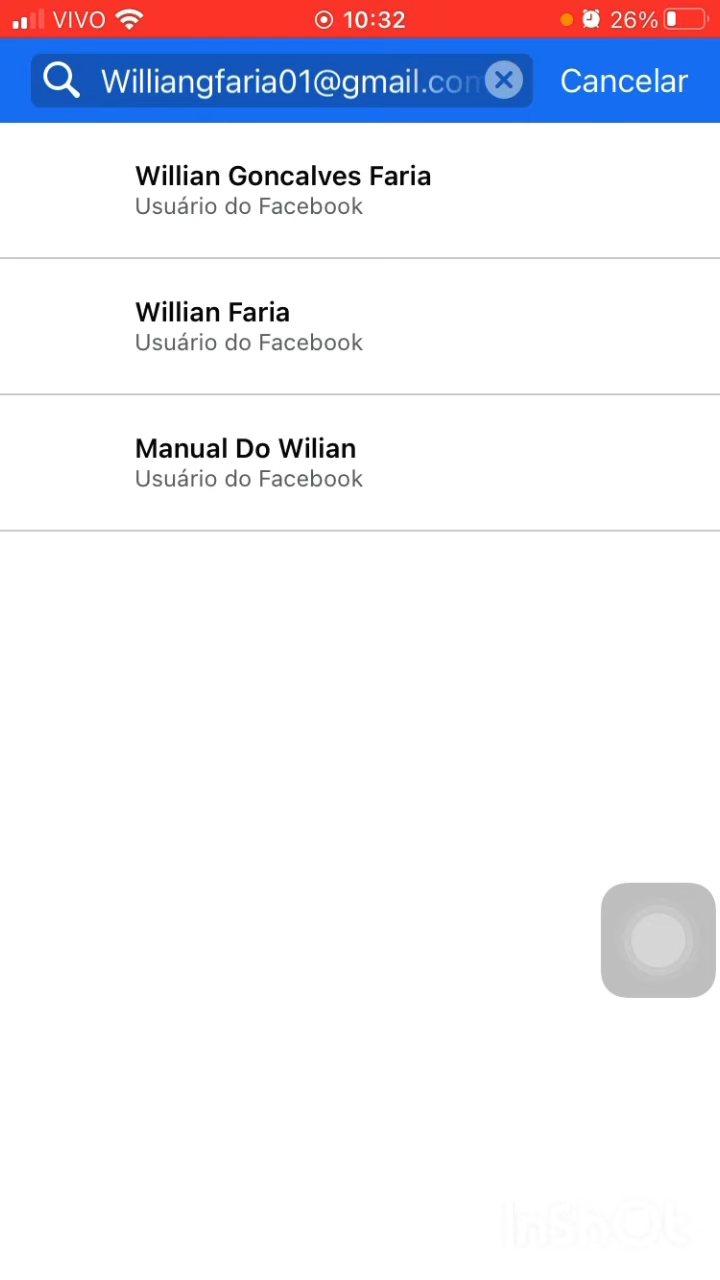 VIVO 10:32 26%
Williangfaria01@gmail.com Cancelar
Willian Goncalves Faria
Usuário do Facebook
Willian Faria
Usuário do Facebook
Manual Do Wilian
Usuário do Facebook
InShOt